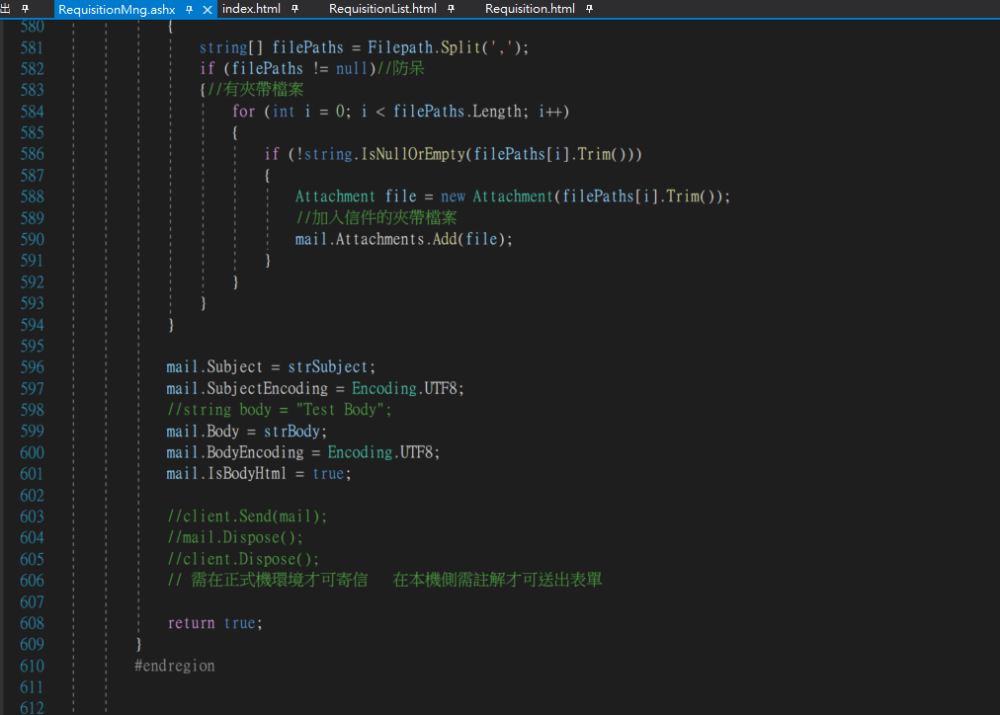 出 RequisitionMng.ashx index.html RequisitionList.html Requisition.html
580 {
581 string[] filePaths = Filepath.Split(',');
582 if (filePaths != null)//防呆
583 {//有夾帶檔案
584 for (int i = 0; i < filePaths.Length; i++)
585 {
586 if (!string.IsNullOrEmpty(filePaths[i].Trim()))
587 {
588 Attachment file = new Attachment(filePaths[i].Trim());
589 //加入信件的夾帶檔案
590 mail.Attachments.Add(file);
591 }
592 }
593 }
594 }
595
596 mail.Subject = strSubject;
597 mail.SubjectEncoding = Encoding.UTF8;
598 //string body = "Test Body";
599 mail.Body = strBody;
600 mail.BodyEncoding = Encoding.UTF8;
601 mail.IsBodyHtml = true;
602
603 //client.Send(mail);
604 //mail.Dispose();
605 //client.Dispose();
606 // 需在正式機環境才可寄信 在本機側需註解才可送出表單
607
608 return true;
609 }
610 #endregion
611
612